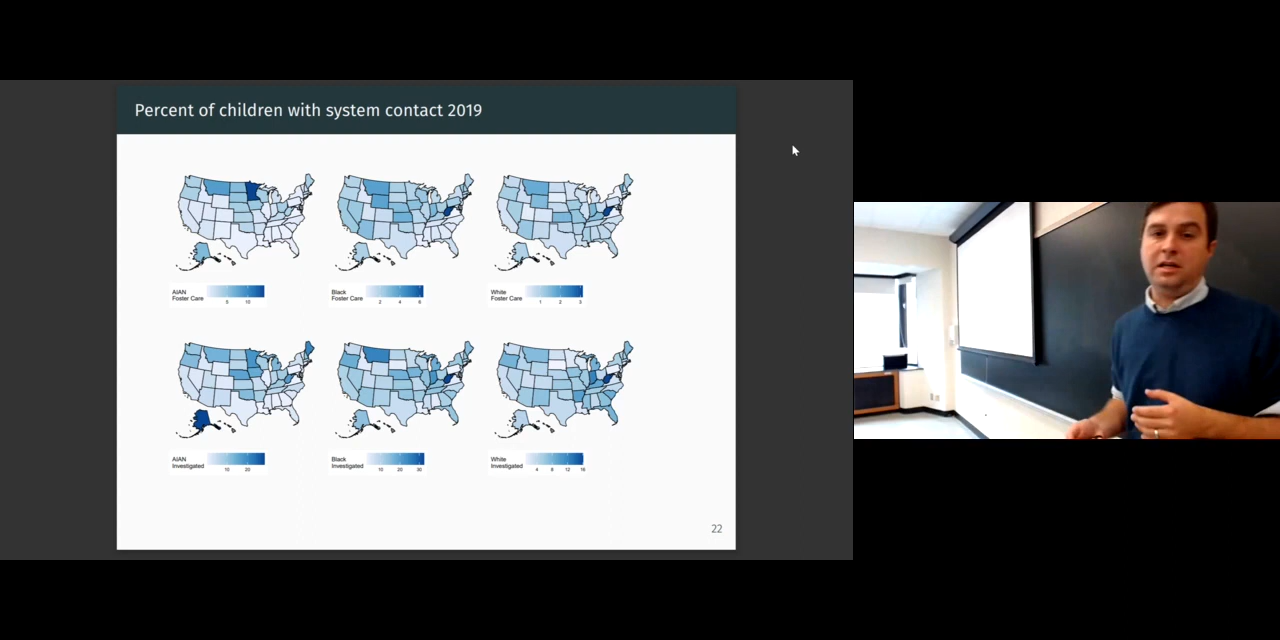 Percent of children with system contact 2019
AIAN
Foster Care
5 10
Black
Foster Care
2 4 6
White
Foster Care
1 2 3
AIAN
Investigated
10 20
Black
Investigated
10 20 30
White
Investigated
4 8 12 16
22